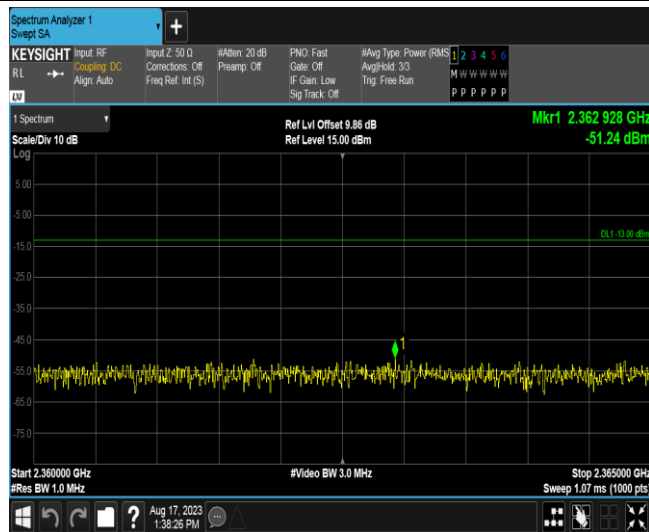 Spectrum Analyzer 1
Swept SA
+
KEYSIGHT
RL
LXI
Input: RF
Coupling: DC
Align: Auto
Input Z: 50 Ω
Corrections: Off
Freq Ref: Int (S)
#Atten: 20 dB
Preamp: Off
PNO: Fast
Gate: Off
IF Gain: Low
Sig Track: Off
#Avg Type: Power (RMS
Avg|Hold: 3/3
Trig: Free Run
1 2 3 4 5 6
M W W W W W
P P P P P P
1 Spectrum
Scale/Div 10 dB
Log
Ref Lvl Offset 9.86 dB
Ref Level 15.00 dBm
Mkr1 2.362 928 GHz
-51.24 dBm
5.00
-5.00
-15.0
-25.0
-35.0
-45.0
-55.0
-65.0
-75.0
DL1 -13.00 dBm
1
Start 2.360000 GHz
#Res BW 1.0 MHz
#Video BW 3.0 MHz
Stop 2.365000 GHz
Sweep 1.07 ms (1000 pts)
?
Aug 17, 2023
1:38:26 PM